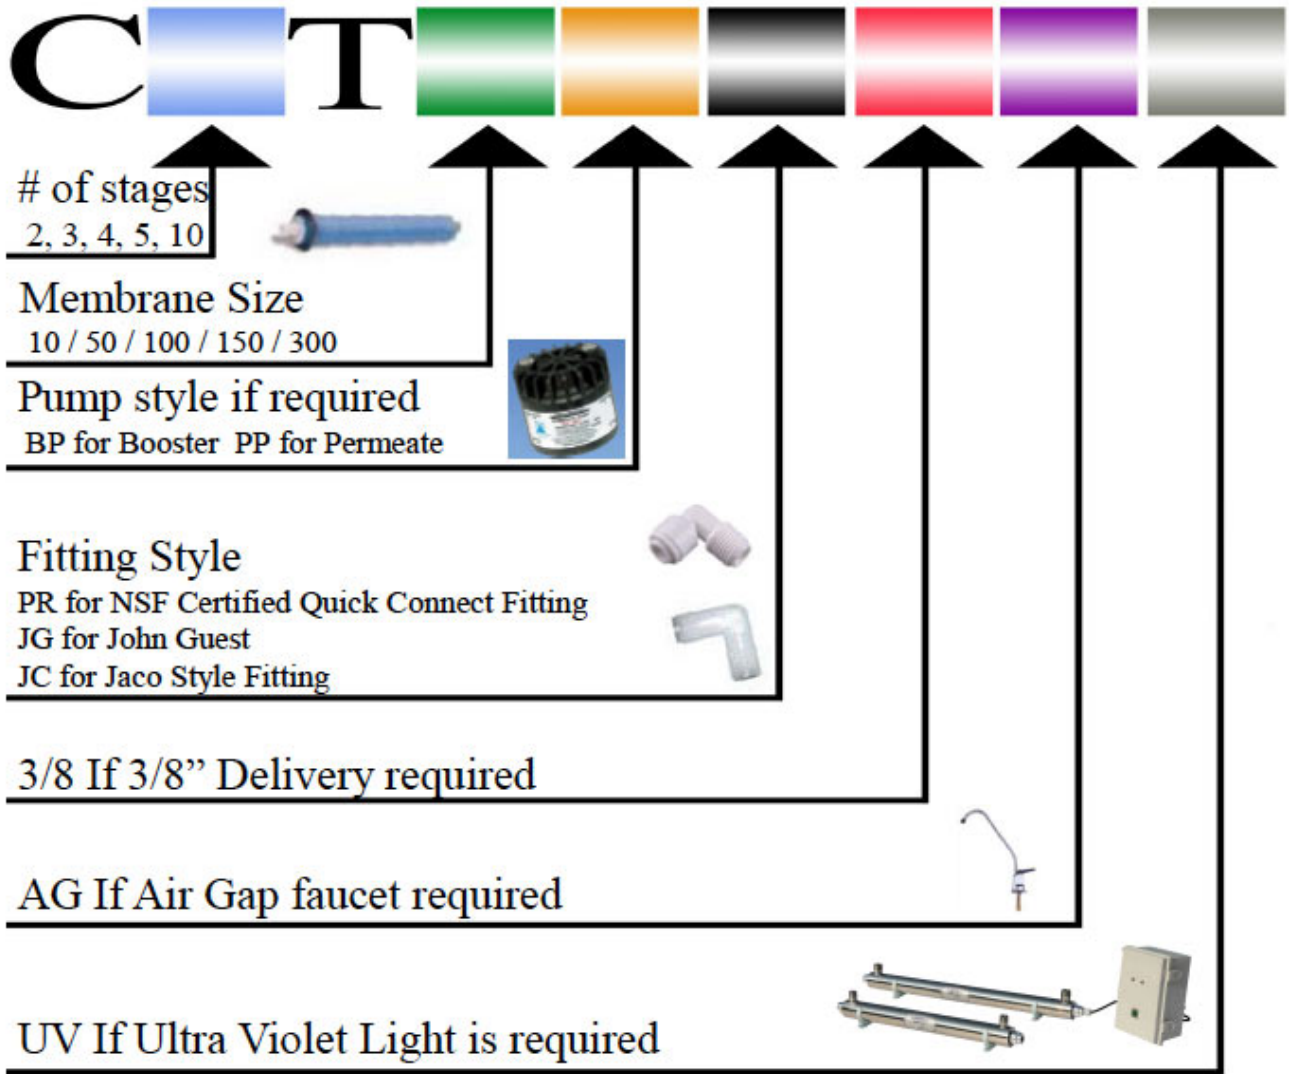 C T
# of stages
2, 3, 4, 5, 10
Membrane Size
10 / 50 / 100 / 150 / 300
Pump style if required
BP for Booster PP for Permeate
Fitting Style
PR for NSF Certified Quick Connect Fitting
JG for John Guest
JC for Jaco Style Fitting
3/8 If 3/8” Delivery required
AG If Air Gap faucet required
UV If Ultra Violet Light is required